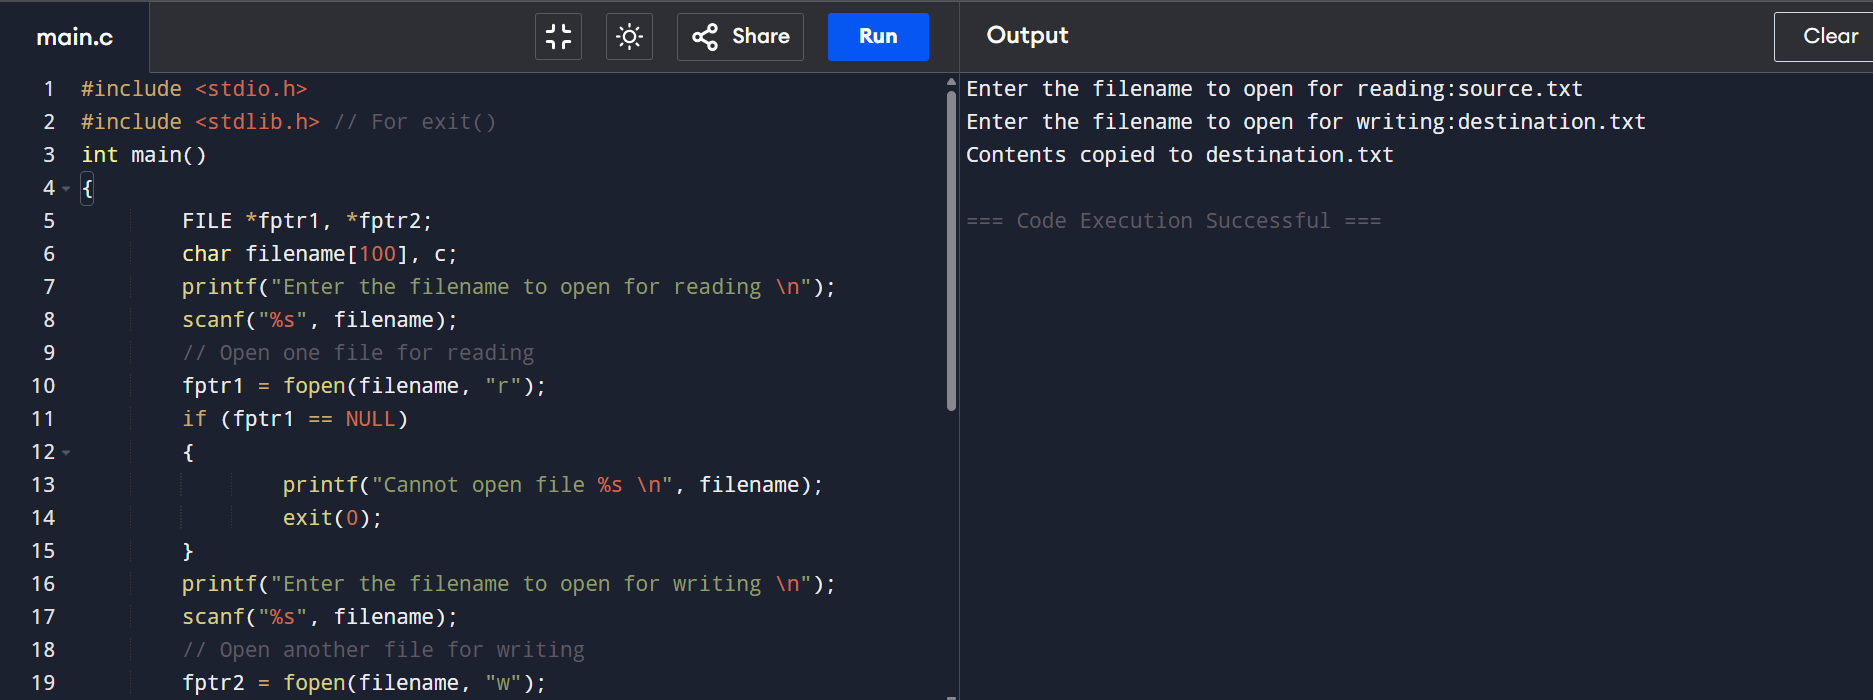 main.c
Share
Run
Output
Clear
1 #include <stdio.h>
2 #include <stdlib.h> // For exit()
3 int main()
4 {
5 FILE *fptr1, *fptr2;
6 char filename[100], c;
7 printf("Enter the filename to open for reading \n");
8 scanf("%s", filename);
9 // Open one file for reading
10 fptr1 = fopen(filename, "r");
11 if (fptr1 == NULL)
12 {
13 printf("Cannot open file %s \n", filename);
14 exit(0);
15 }
16 printf("Enter the filename to open for writing \n");
17 scanf("%s", filename);
18 // Open another file for writing
19 fptr2 = fopen(filename, "w");
Enter the filename to open for reading:source.txt
Enter the filename to open for writing:destination.txt
Contents copied to destination.txt
=== Code Execution Successful ===